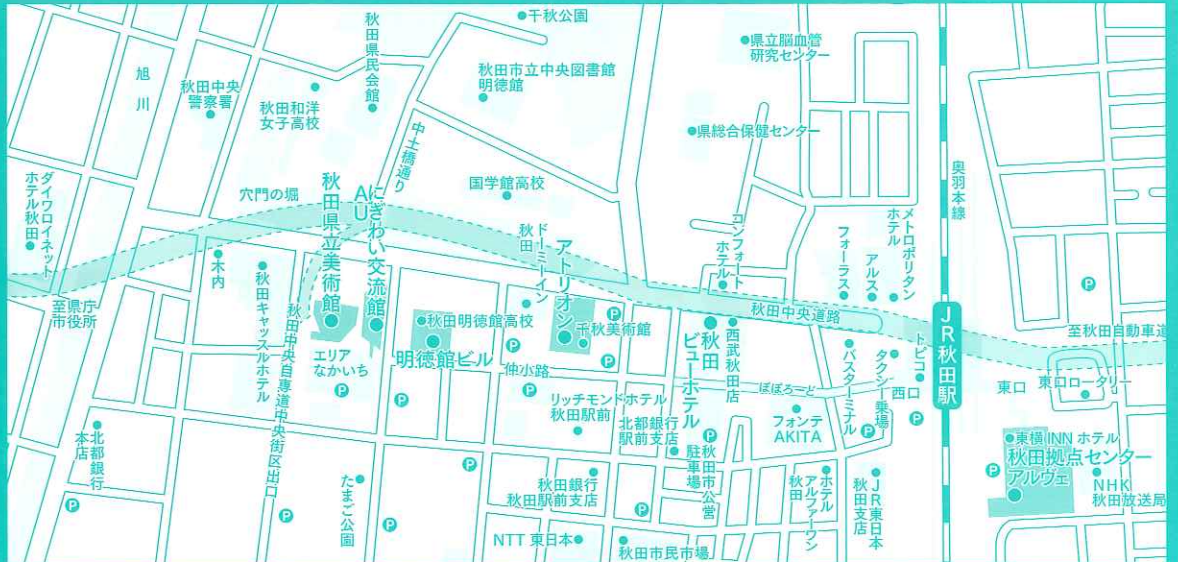 千秋公園
秋田県民会館
県立脳血管
研究センター
秋田市立中央図書館
明徳館
旭川
秋田中央
警察署
秋田和洋
女子高校
中土橋通り
県総合保健センター
ダイワロイネット
ホテル秋田
穴門の堀
秋田県立美術館
にぎわい交流館
AU
国学館高校
奥羽本線
ドーミーイン
秋田
アトリオン
コンフォート
ホテル
フォーラス
アルス
メトロポリタン
ホテル
木内
秋田キャッスルホテル
至県庁
市役所
秋田中央自専道中央街区出口
秋田明徳館高校
明徳館ビル
P
千秋美術館
P
P
秋田
ビューホテル
西武秋田店
秋田中央道路
JR秋田駅
P
至秋田自動車道
エリア
なかいち
仲小路
P
P
ぽぽろーど
バスターミナル
タクシー乗場
トピコ
西口
東口
東口ロータリー
リッチモンドホテル
秋田駅前
北都銀行
駅前支店
P
秋田市公営
駐車場
フォンテ
AKITA
P
P
北都銀行
本店
P
P
P
たまご公園
P
P
秋田銀行
秋田駅前支店
P
ホテル
アルファーワン
秋田
JR東日本
秋田支店
P
東横INNホテル
秋田拠点センター
アルヴェ
NHK
秋田放送局
NTT東日本
秋田市民市場